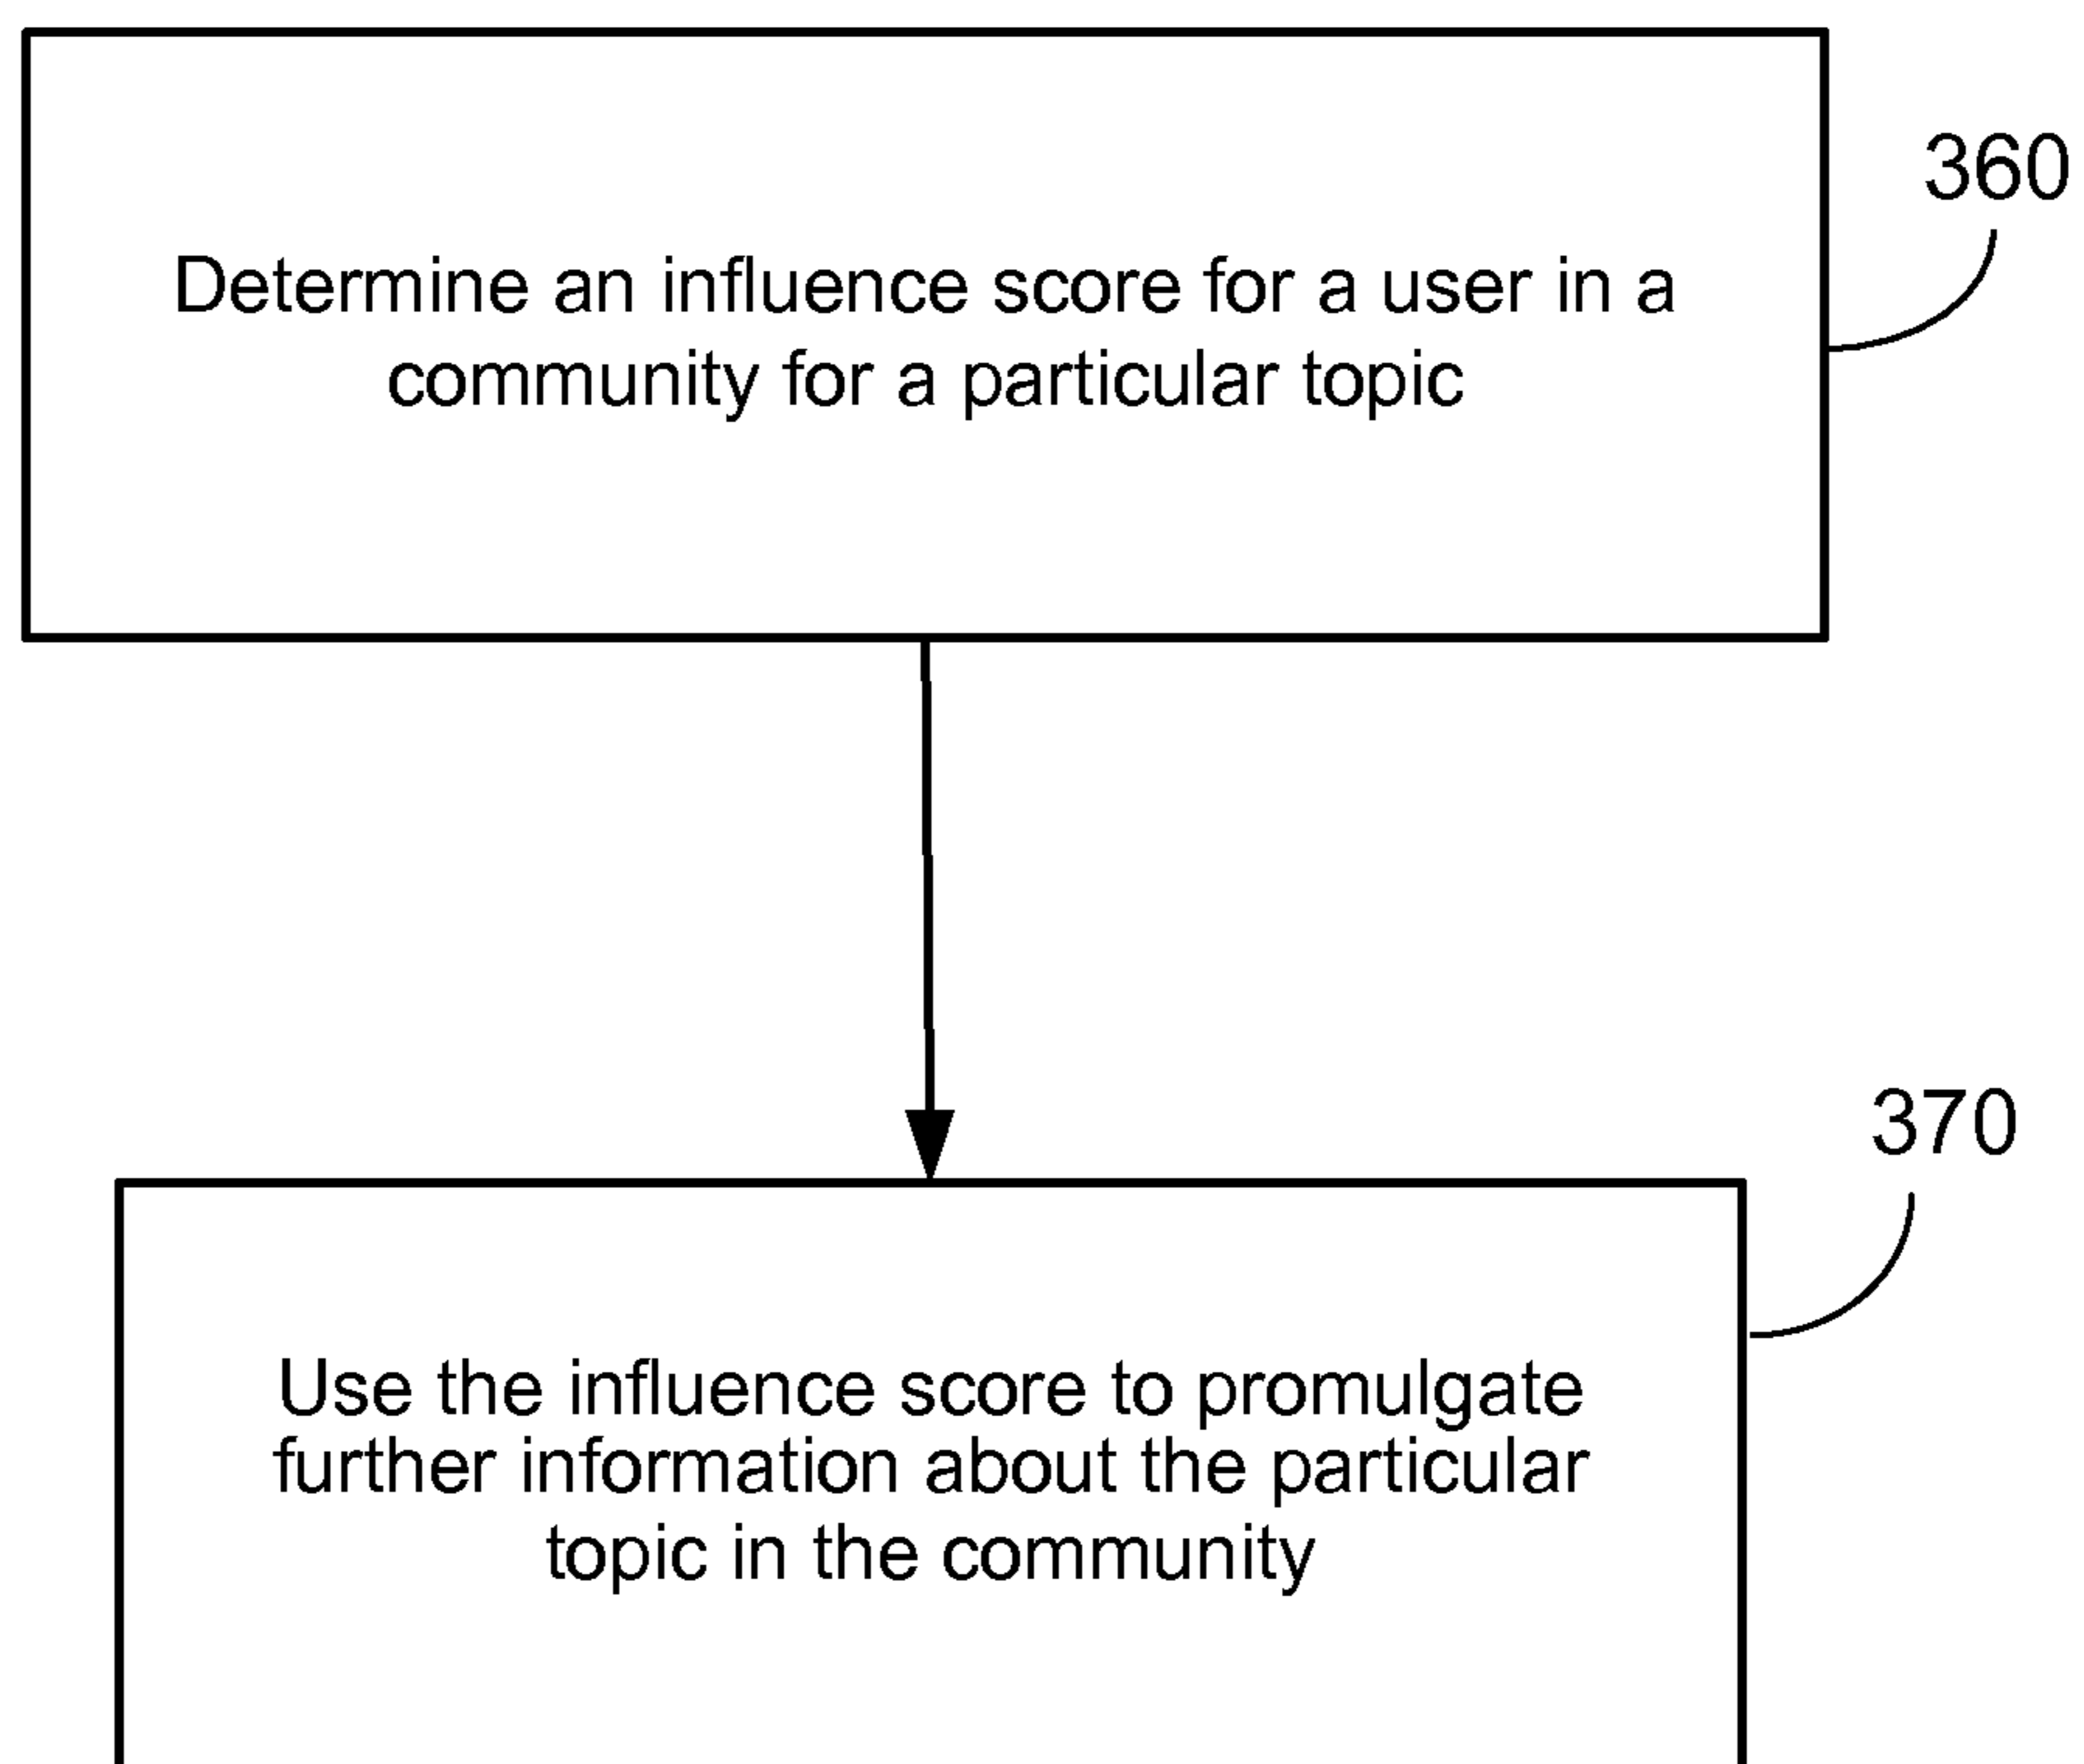 360
Determine an influence score for a user in a
community for a particular topic
370
Use the influence score to promulgate
further information about the particular
topic in the community